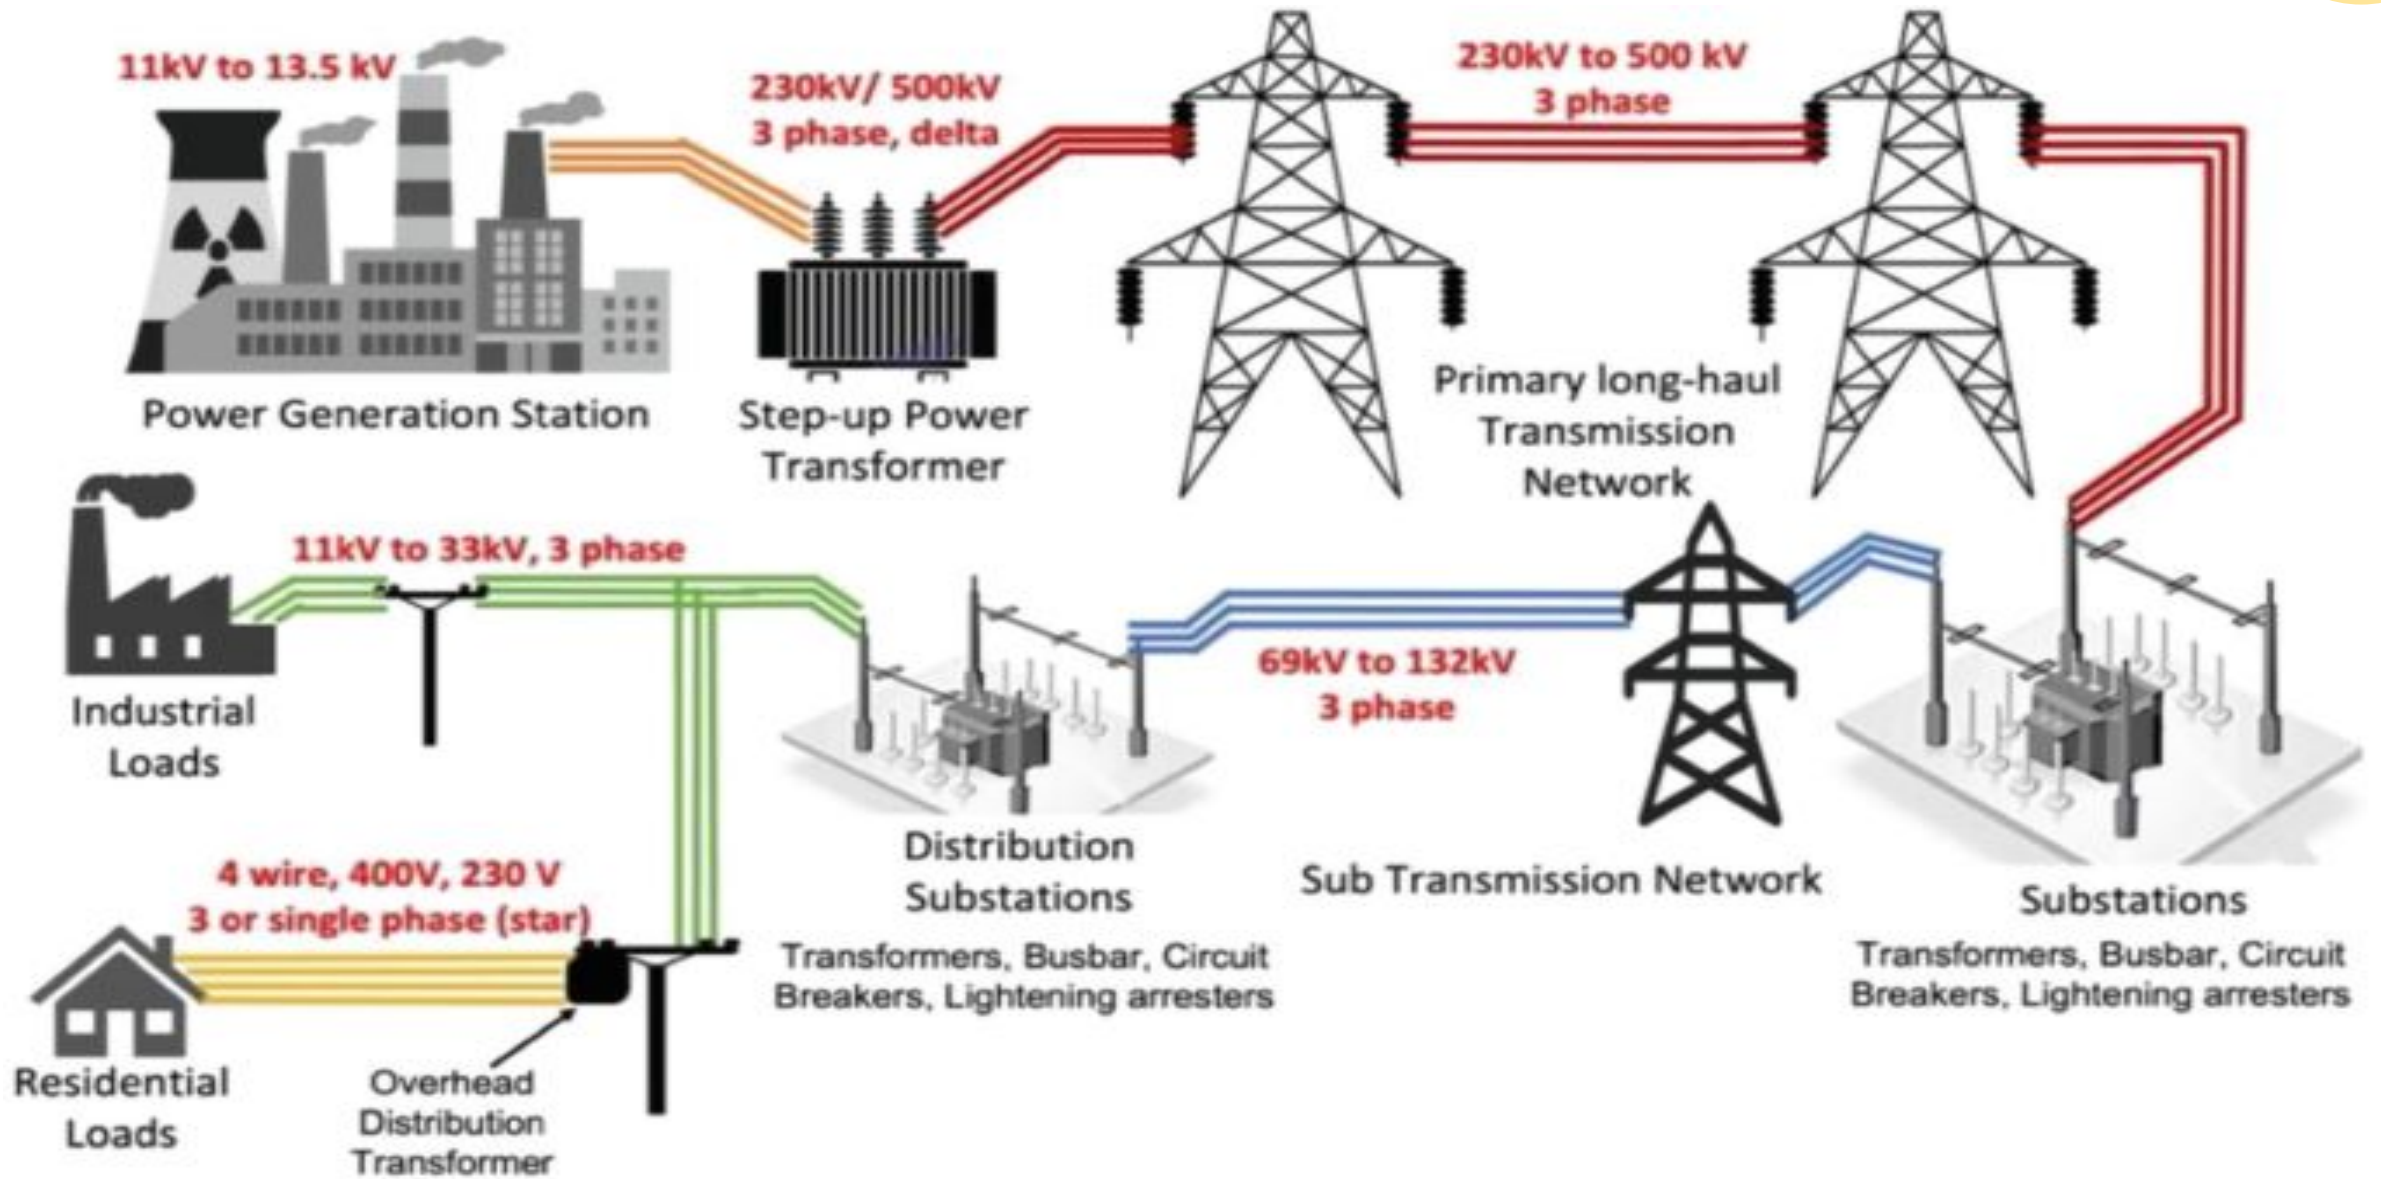 11kV to 13.5 kV
230kV/ 500kV
3 phase, delta
230kV to 500 kV
3 phase
Power Generation Station
Step-up Power
Transformer
Primary long-haul
Transmission
Network
11kV to 33kV, 3 phase
69kV to 132kV
3 phase
Industrial
Loads
Distribution
Substations
Transformers, Busbar, Circuit
Breakers, Lightening arresters
Sub Transmission Network
Substations
Transformers, Busbar, Circuit
Breakers, Lightening arresters
4 wire, 400V, 230 V
3 or single phase (star)
Residential
Loads
Overhead
Distribution
Transformer